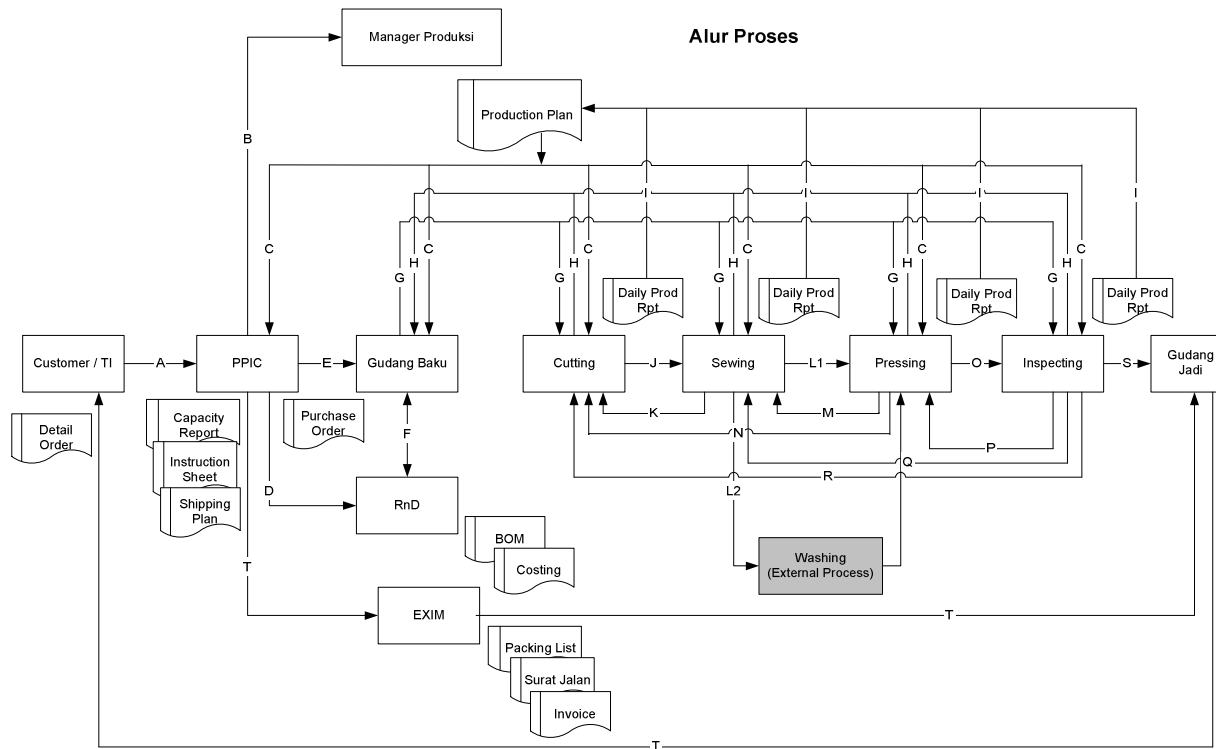 Manager Produksi
Alur Proses
Production Plan
B
I
I
I
I
C
H
C
G
G
H
C
G
H
C
G
H
C
G
H
C
Daily Prod
Rpt
Daily Prod
Rpt
Daily Prod
Rpt
Daily Prod
Rpt
Customer / TI
A
PPIC
E
Gudang Baku
Cutting
J
Sewing
L1
Pressing
O
Inspecting
S
Gudang
Jadi
Detail
Order
Capacity
Report
Instruction
Sheet
Shipping
Plan
Purchase
Order
F
K
M
N
P
Q
R
D
RnD
L2
BOM
Costing
Washing
(External Process)
T
EXIM
T
Packing List
Surat Jalan
Invoice
T